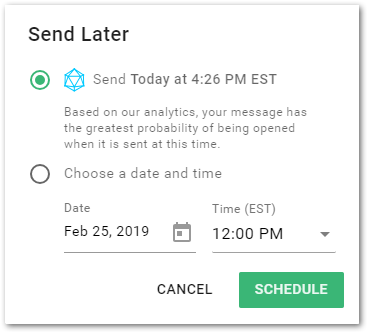 Send Later
Send Today at 4:26 PM EST
Based on our analytics, your message has
the greatest probability of being opened
when it is sent at this time.
Choose a date and time
Date
Time (EST)
Feb 25, 2019
12:00 PM
CANCEL
SCHEDULE